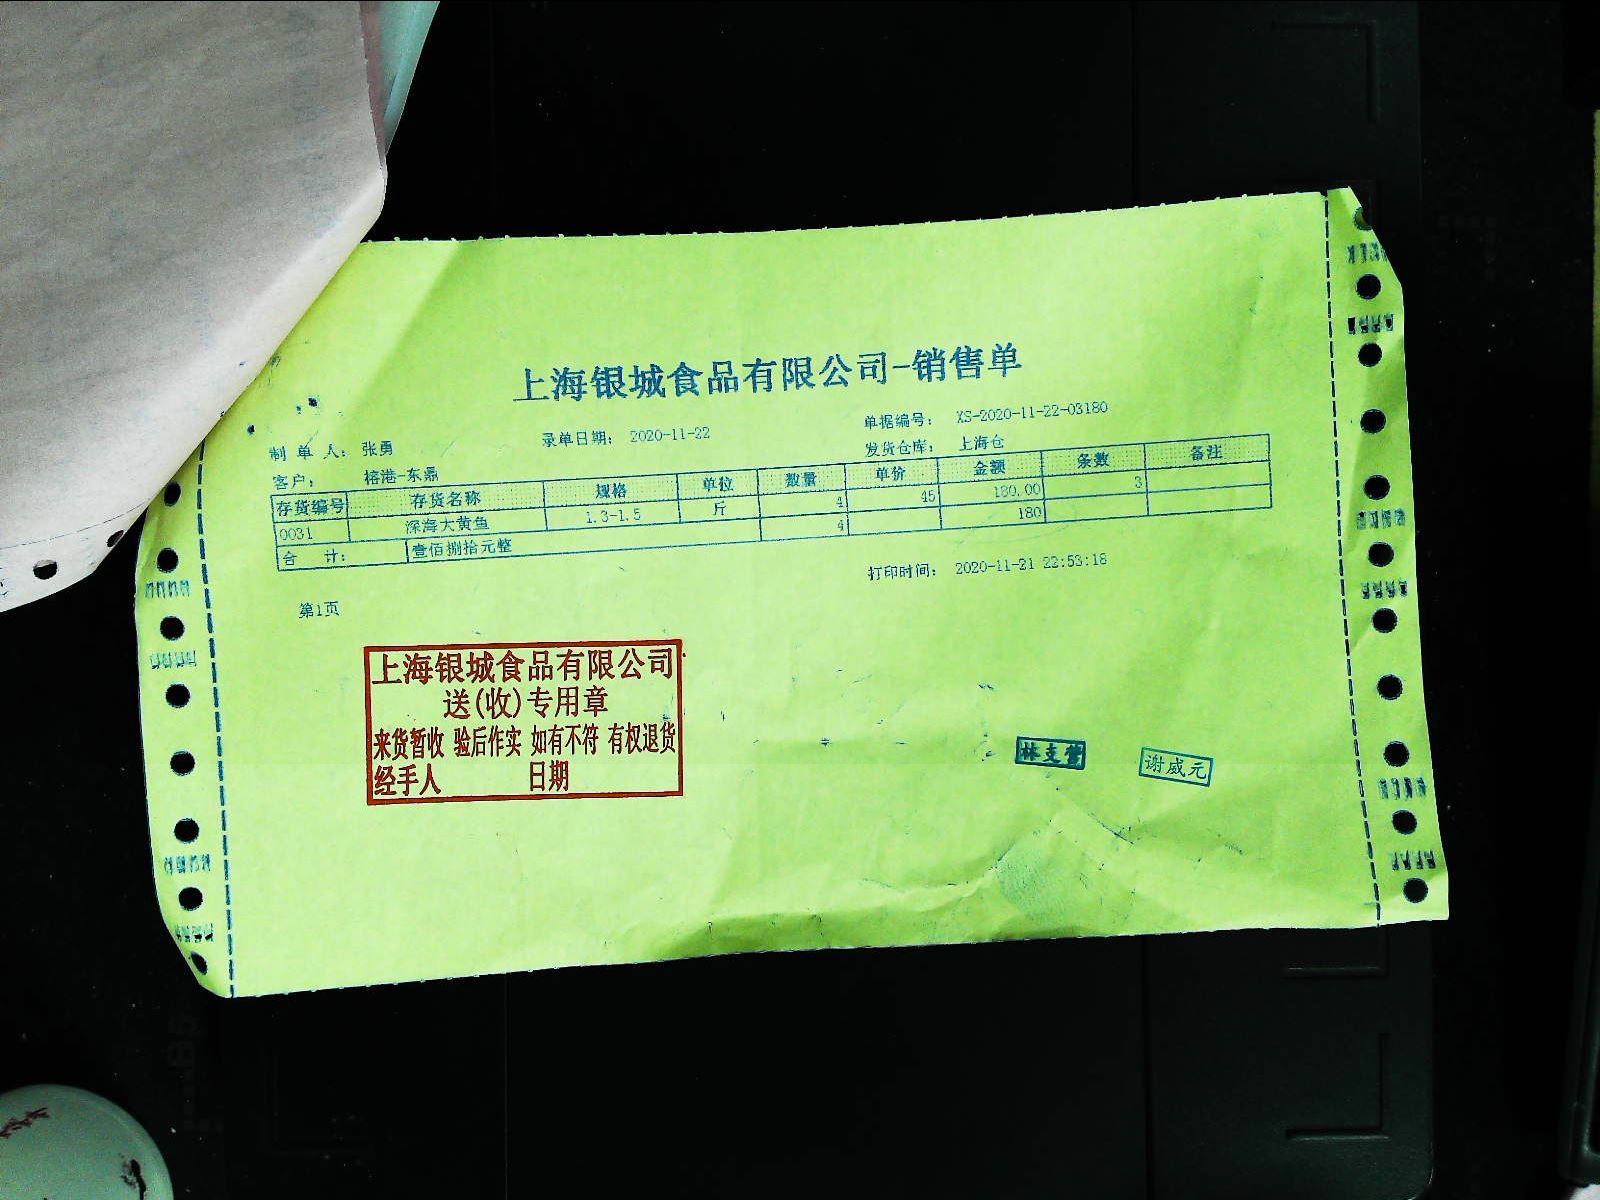 上海银城食品有限公司-销售单
制 单 人: 张勇 录单日期: 2020-11-22 单据编号: XS-2020-11-22-03180
客户: 榕港-东鼎 发货仓库: 上海仓
存货编号 存货名称 规格 单位 数量 单价 金额 条数 备注
0031 深海大黄鱼 1.3-1.5 斤 4 45 180.00 3
合 计: 壹佰捌拾元整 4 180
打印时间: 2020-11-21 22:53:18
第1页
上海银城食品有限公司
送(收)专用章
来货暂收 验后作实 如有不符 有权退货
经手人 日期
谢威元